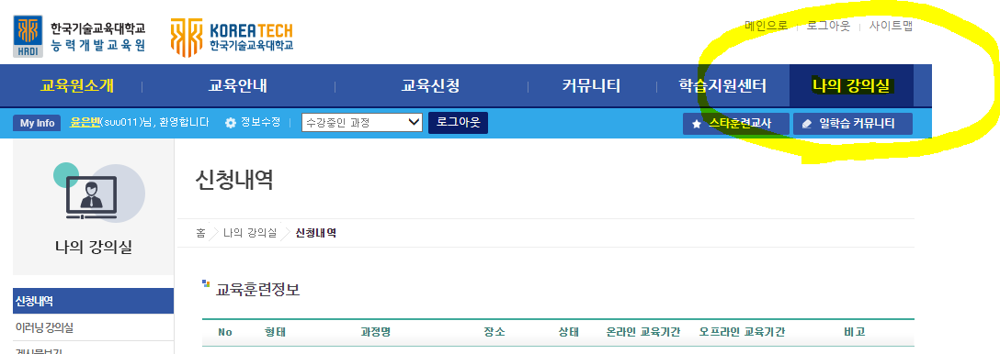 한국기술교육대학교
능력개발교육원
HRDI
KOREATECH
한국기술교육대학교
메인으로 로그아웃 사이트맵
교육원소개 교육안내 교육신청 커뮤니티 학습지원센터 나의 강의실
My Info 윤은빈(suu011)님, 환영합니다 정보수정 수강중인 과정 로그아웃 스타훈련교사 일학습 커뮤니티
나의 강의실
신청내역
이러닝 강의실
게시물보기
신청내역
홈 나의 강의실 신청내역
교육훈련정보
No 형태 과정명 장소 상태 온라인 교육기간 오프라인 교육기간 비고